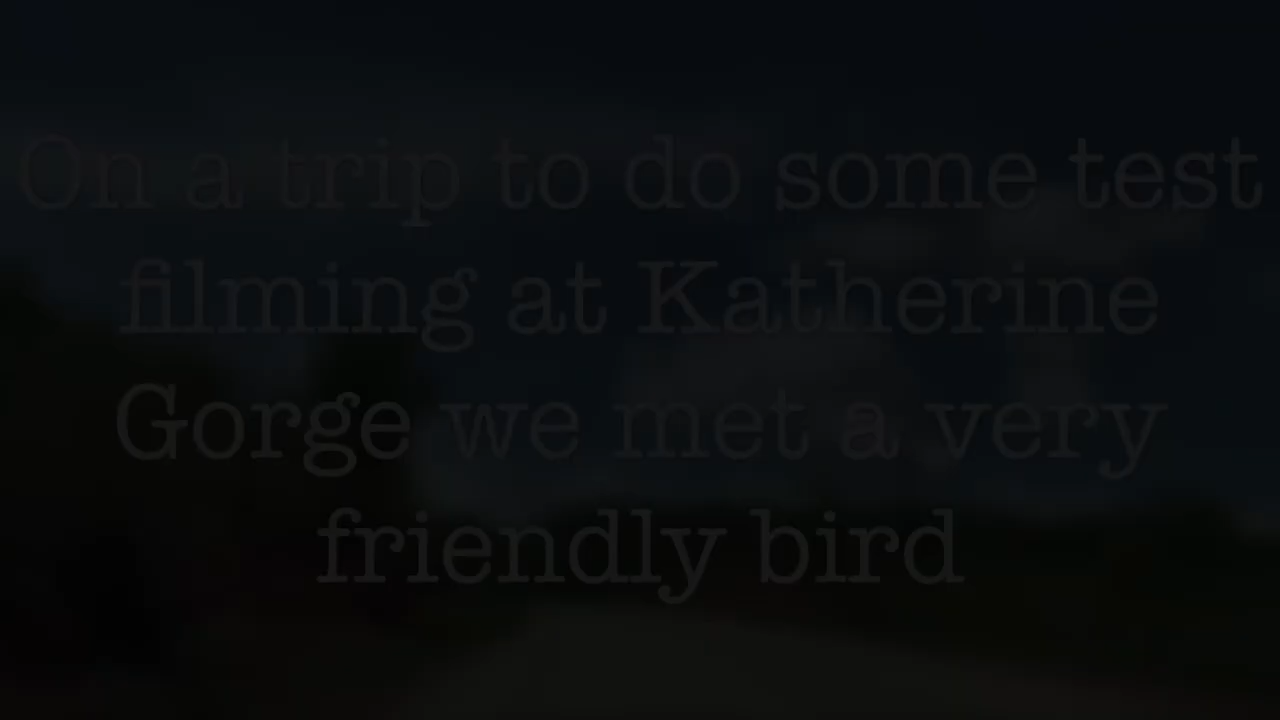 On a trip to do some test
filming at Katherine
Gorge we met a very
friendly bird